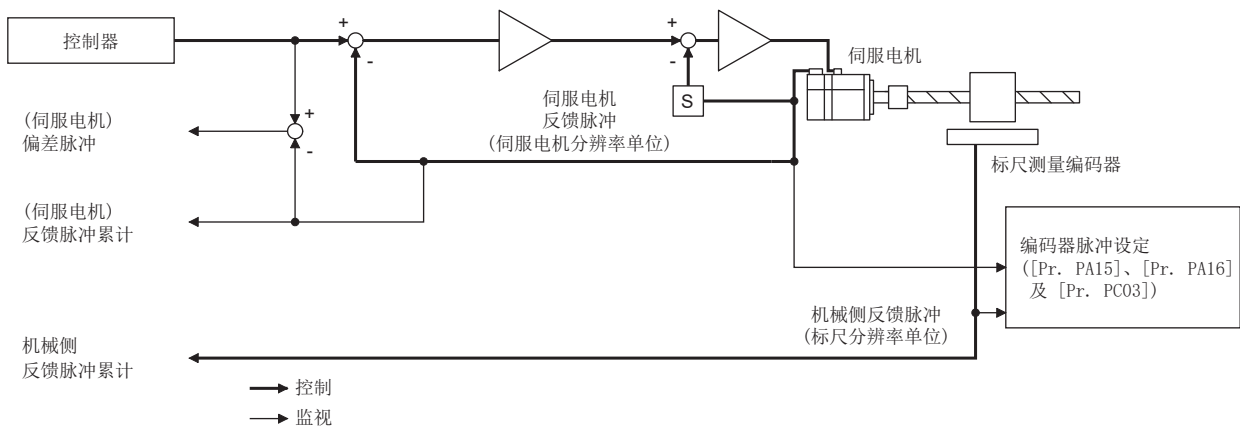 控制器
+
-
+
-
伺服电机
S
伺服电机
反馈脉冲
(伺服电机分辨率单位)
+
-
(伺服电机)
偏差脉冲
标尺测量编码器
(伺服电机)
反馈脉冲累计
编码器脉冲设定
([Pr. PA15]、[Pr. PA16]
及 [Pr. PC03])
机械侧反馈脉冲
(标尺分辨率单位)
机械侧
反馈脉冲累计
控制
监视